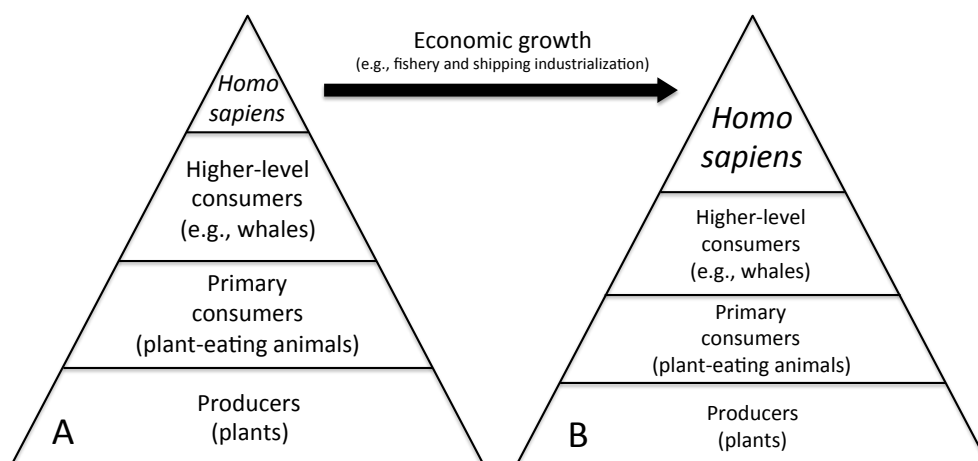 Economic growth
(e.g., fishery and shipping industrialization)
Homo
sapiens
Higher-level
consumers
(e.g., whales)
Primary
consumers
(plant-eating animals)
Producers
(plants)
A
Homo
sapiens
Higher-level
consumers
(e.g., whales)
Primary
consumers
(plant-eating animals)
Producers
(plants)
B